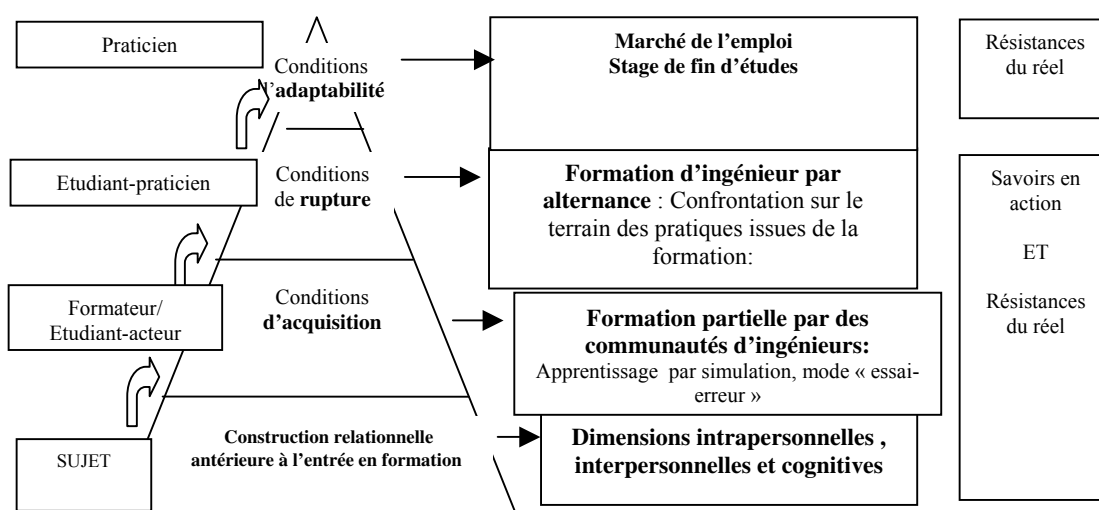 Praticien
Conditions
l'adaptabilité
Marché de l'emploi
Stage de fin d'études
Résistances
du réel
Etudiant-praticien
Conditions
de rupture
Formation d'ingénieur par
alternance : Confrontation sur le
terrain des pratiques issues de la
formation:
Savoirs en
action
ET
Résistances
du réel
Formateur/
Etudiant-acteur
Conditions
d'acquisition
Formation partielle par des
communautés d'ingénieurs:
Apprentissage par simulation, mode « essai-
erreur »
SUJET
Construction relationnelle
antérieure à l'entrée en formation
Dimensions intrapersonnelles ,
interpersonnelles et cognitives